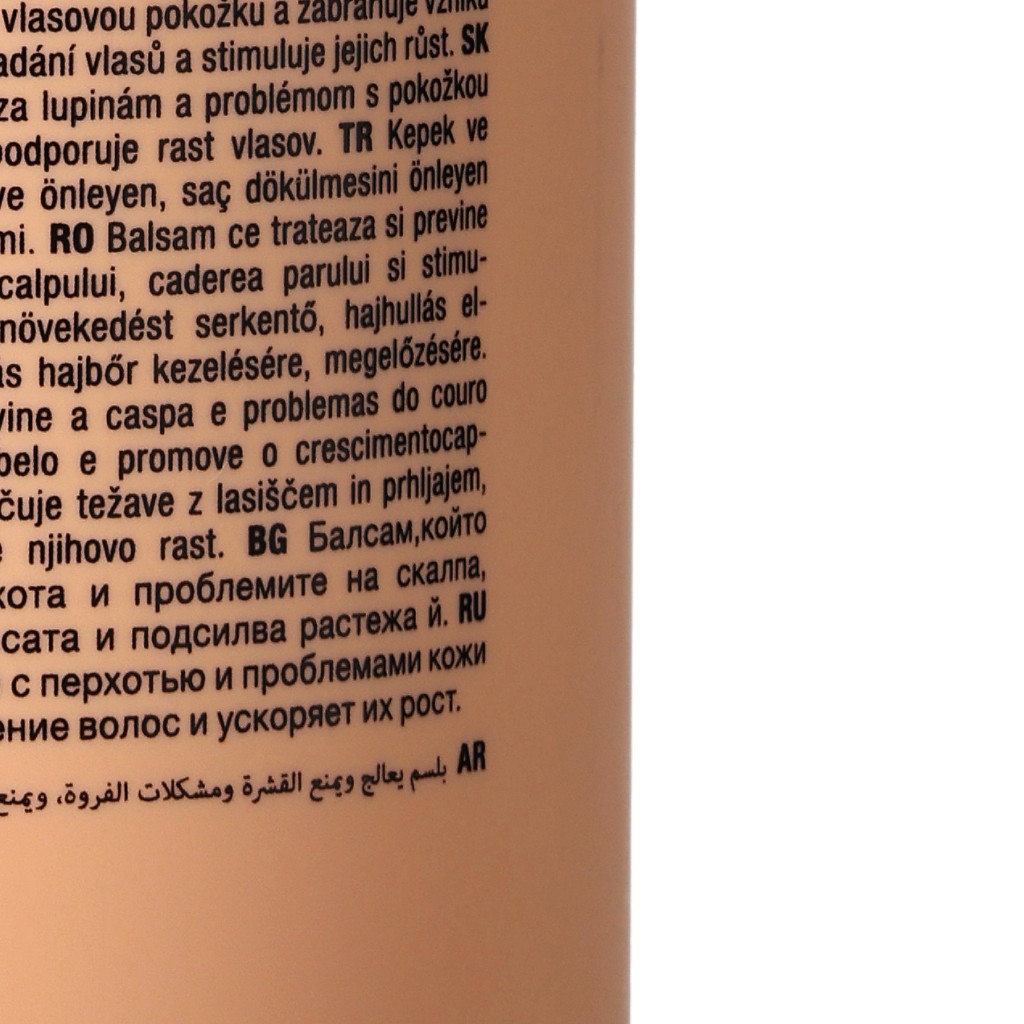 vlasovou pokožku a zabraňuje vzniku
adání vlasů a stimuluje jejich růst. SK
za lupinám a problémom s pokožkou
podporuje rast vlasov. TR Kepek ve
ve önleyen, saç dökülmesini önleyen
mi. RO Balsam ce trateaza si previne
calpului, caderea parului si stimu-
növekedést serkentő, hajhullás el-
ás hajbőr kezelésére, megelőzésére.
vine a caspa e problemas do couro
belo e promove o crescimentocap-
čuje težave z lasiščem in prhljajem,
njihovo rast. BG Балсам,който
хота и проблемите на скалпа,
сата и подсилва растежа й. RU
с перхотью и проблемами кожи
ение волос и ускоряет их рост.
AR بلسم يعالج ويمنع القشرة ومشكلات الفروة، ويمنع